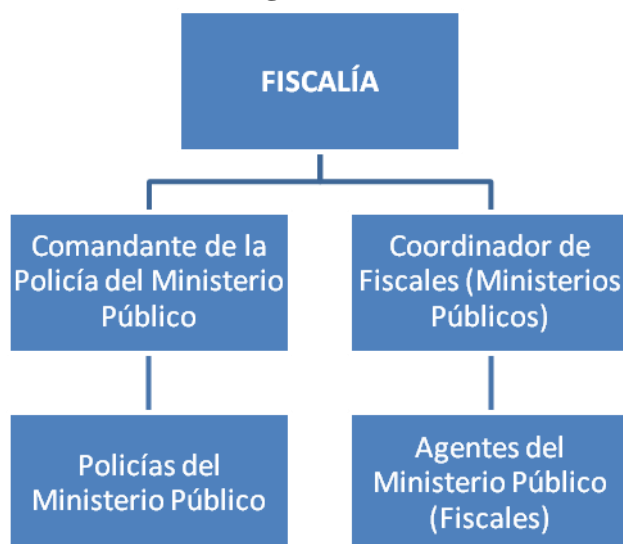 FISCALÍA
Comandante de la
Policía del Ministerio
Público
Coordinador de
Fiscales (Ministerios
Públicos)
Policías del
Ministerio Público
Agentes del
Ministerio Público
(Fiscales)